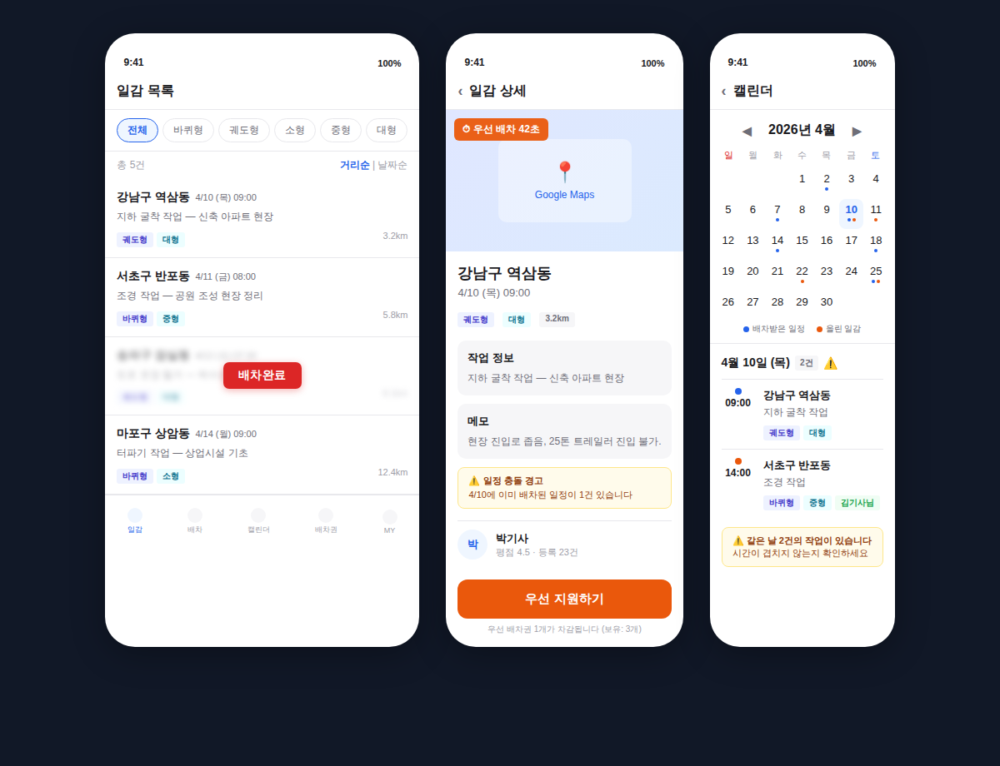 9:41 100%
일감 목록
전체 바퀴형 궤도형 소형 중형 대형
총 5건 거리순 | 날짜순
강남구 역삼동 4/10 (목) 09:00
지하 굴착 작업 — 신축 아파트 현장
궤도형 대형 3.2km
서초구 반포동 4/11 (금) 08:00
조경 작업 — 공원 조성 현장 정리
바퀴형 중형 5.8km
배차완료
마포구 상암동 4/14 (월) 09:00
터파기 작업 — 상업시설 기초
바퀴형 소형 12.4km
일감 배차 캘린더 배차권 MY
9:41 100%
‹ 일감 상세
⏱ 우선 배차 42초
Google Maps
강남구 역삼동
4/10 (목) 09:00
궤도형 대형 3.2km
작업 정보
지하 굴착 작업 — 신축 아파트 현장
메모
현장 진입로 좁음, 25톤 트레일러 진입 불가.
⚠️ 일정 충돌 경고
4/10에 이미 배차된 일정이 1건 있습니다
박 박기사
평점 4.5 · 등록 23건
우선 지원하기
우선 배차권 1개가 차감됩니다 (보유: 3개)
9:41 100%
‹ 캘린더
◀ 2026년 4월 ▶
일 월 화 수 목 금 토
1 2 3 4
5 6 7 8 9 10 11
12 13 14 15 16 17 18
19 20 21 22 23 24 25
26 27 28 29 30
배차받은 일정 올린 일감
4월 10일 (목) 2건 ⚠️
09:00 강남구 역삼동
지하 굴착 작업
궤도형 대형
14:00 서초구 반포동
조경 작업
바퀴형 중형 김기사님
⚠️ 같은 날 2건의 작업이 있습니다
시간이 겹치지 않는지 확인하세요